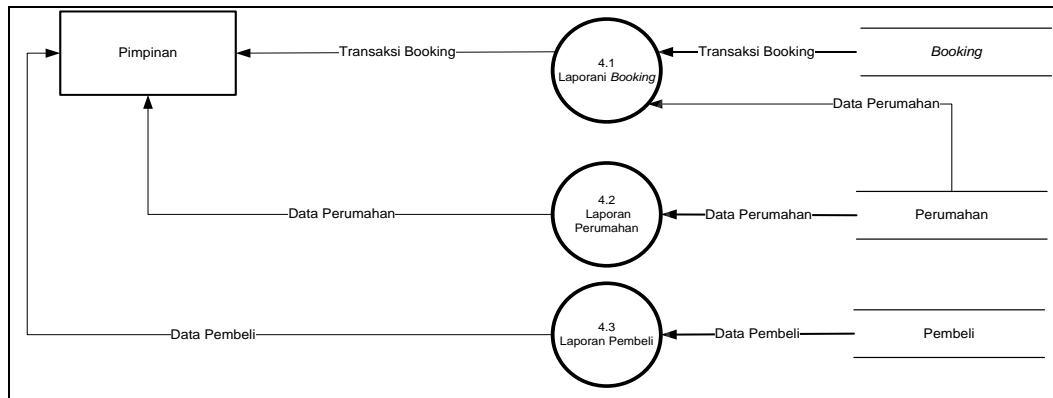 Pimpinan
Transaksi Booking
4.1
Laporani Booking
Transaksi Booking
Booking
Data Perumahan
Data Perumahan
4.2
Laporan
Perumahan
Data Perumahan
Perumahan
Data Pembeli
4.3
Laporan Pembeli
Data Pembeli
Pembeli